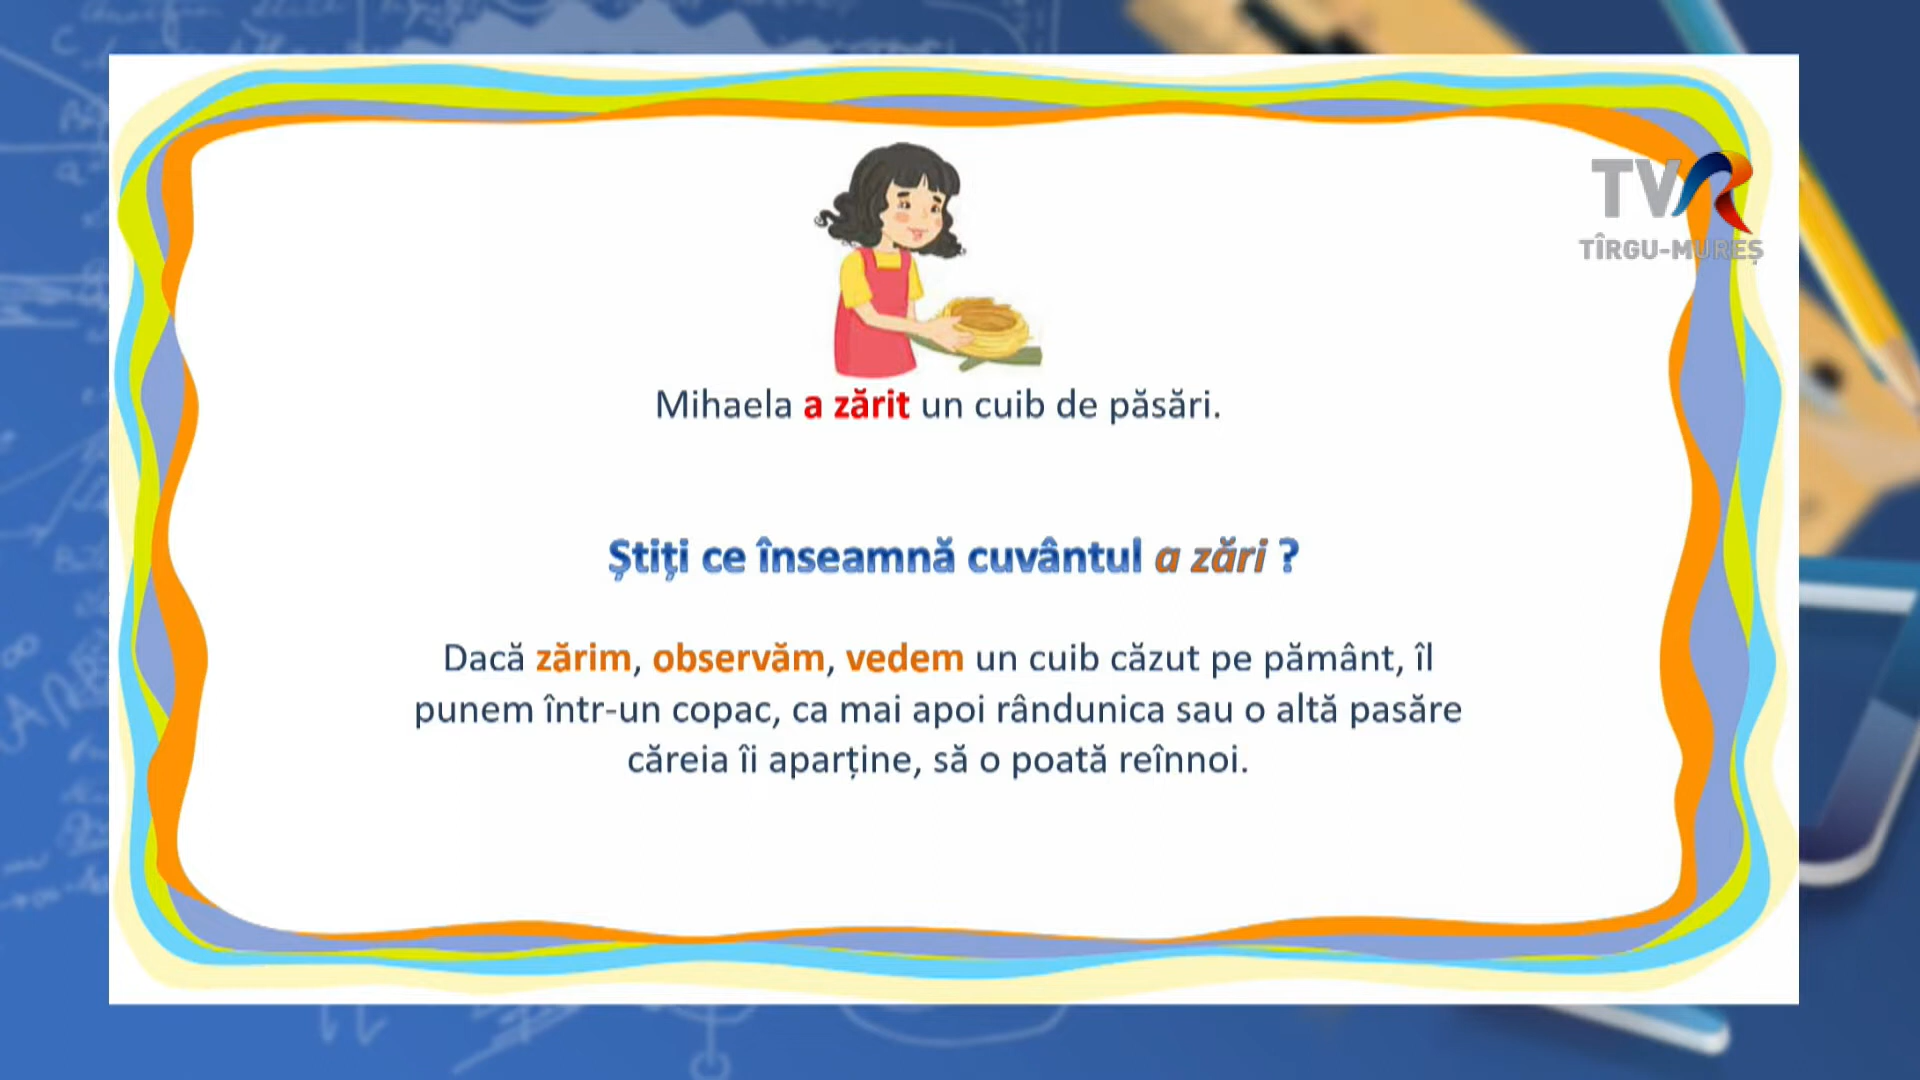 TVR
TÎRGU-MUREȘ
Mihaela a zărit un cuib de păsări.
Știți ce înseamnă cuvântul a zări ?
Dacă zărim, observăm, vedem un cuib căzut pe pământ, îl
punem într-un copac, ca mai apoi rândunica sau o altă pasăre
căreia îi aparține, să o poată reînnoi.